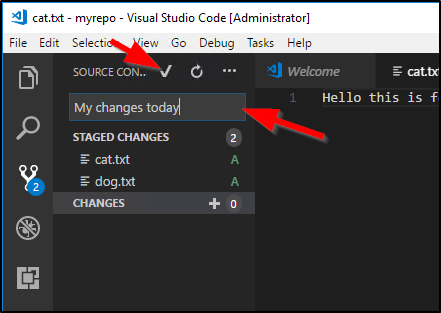 cat.txt - myrepo - Visual Studio Code [Administrator]
File Edit Selection View Go Debug Tasks Help
SOURCE CON... ...
Welcome
cat.tx
My changes today
1 Hello this is f
STAGED CHANGES 2
cat.txt A
dog.txt A
2
CHANGES + 0